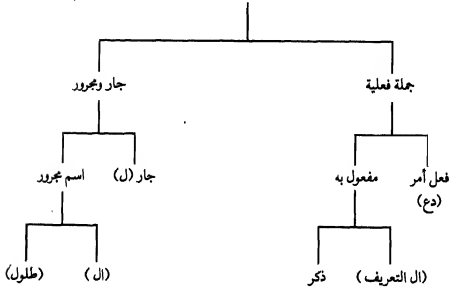 جملة فعلية جار ومجرور
فعل أمر (دع) مفعول به جار (ل) اسم مجرور
(ال التعريف) ذكر (ال) (طلول)